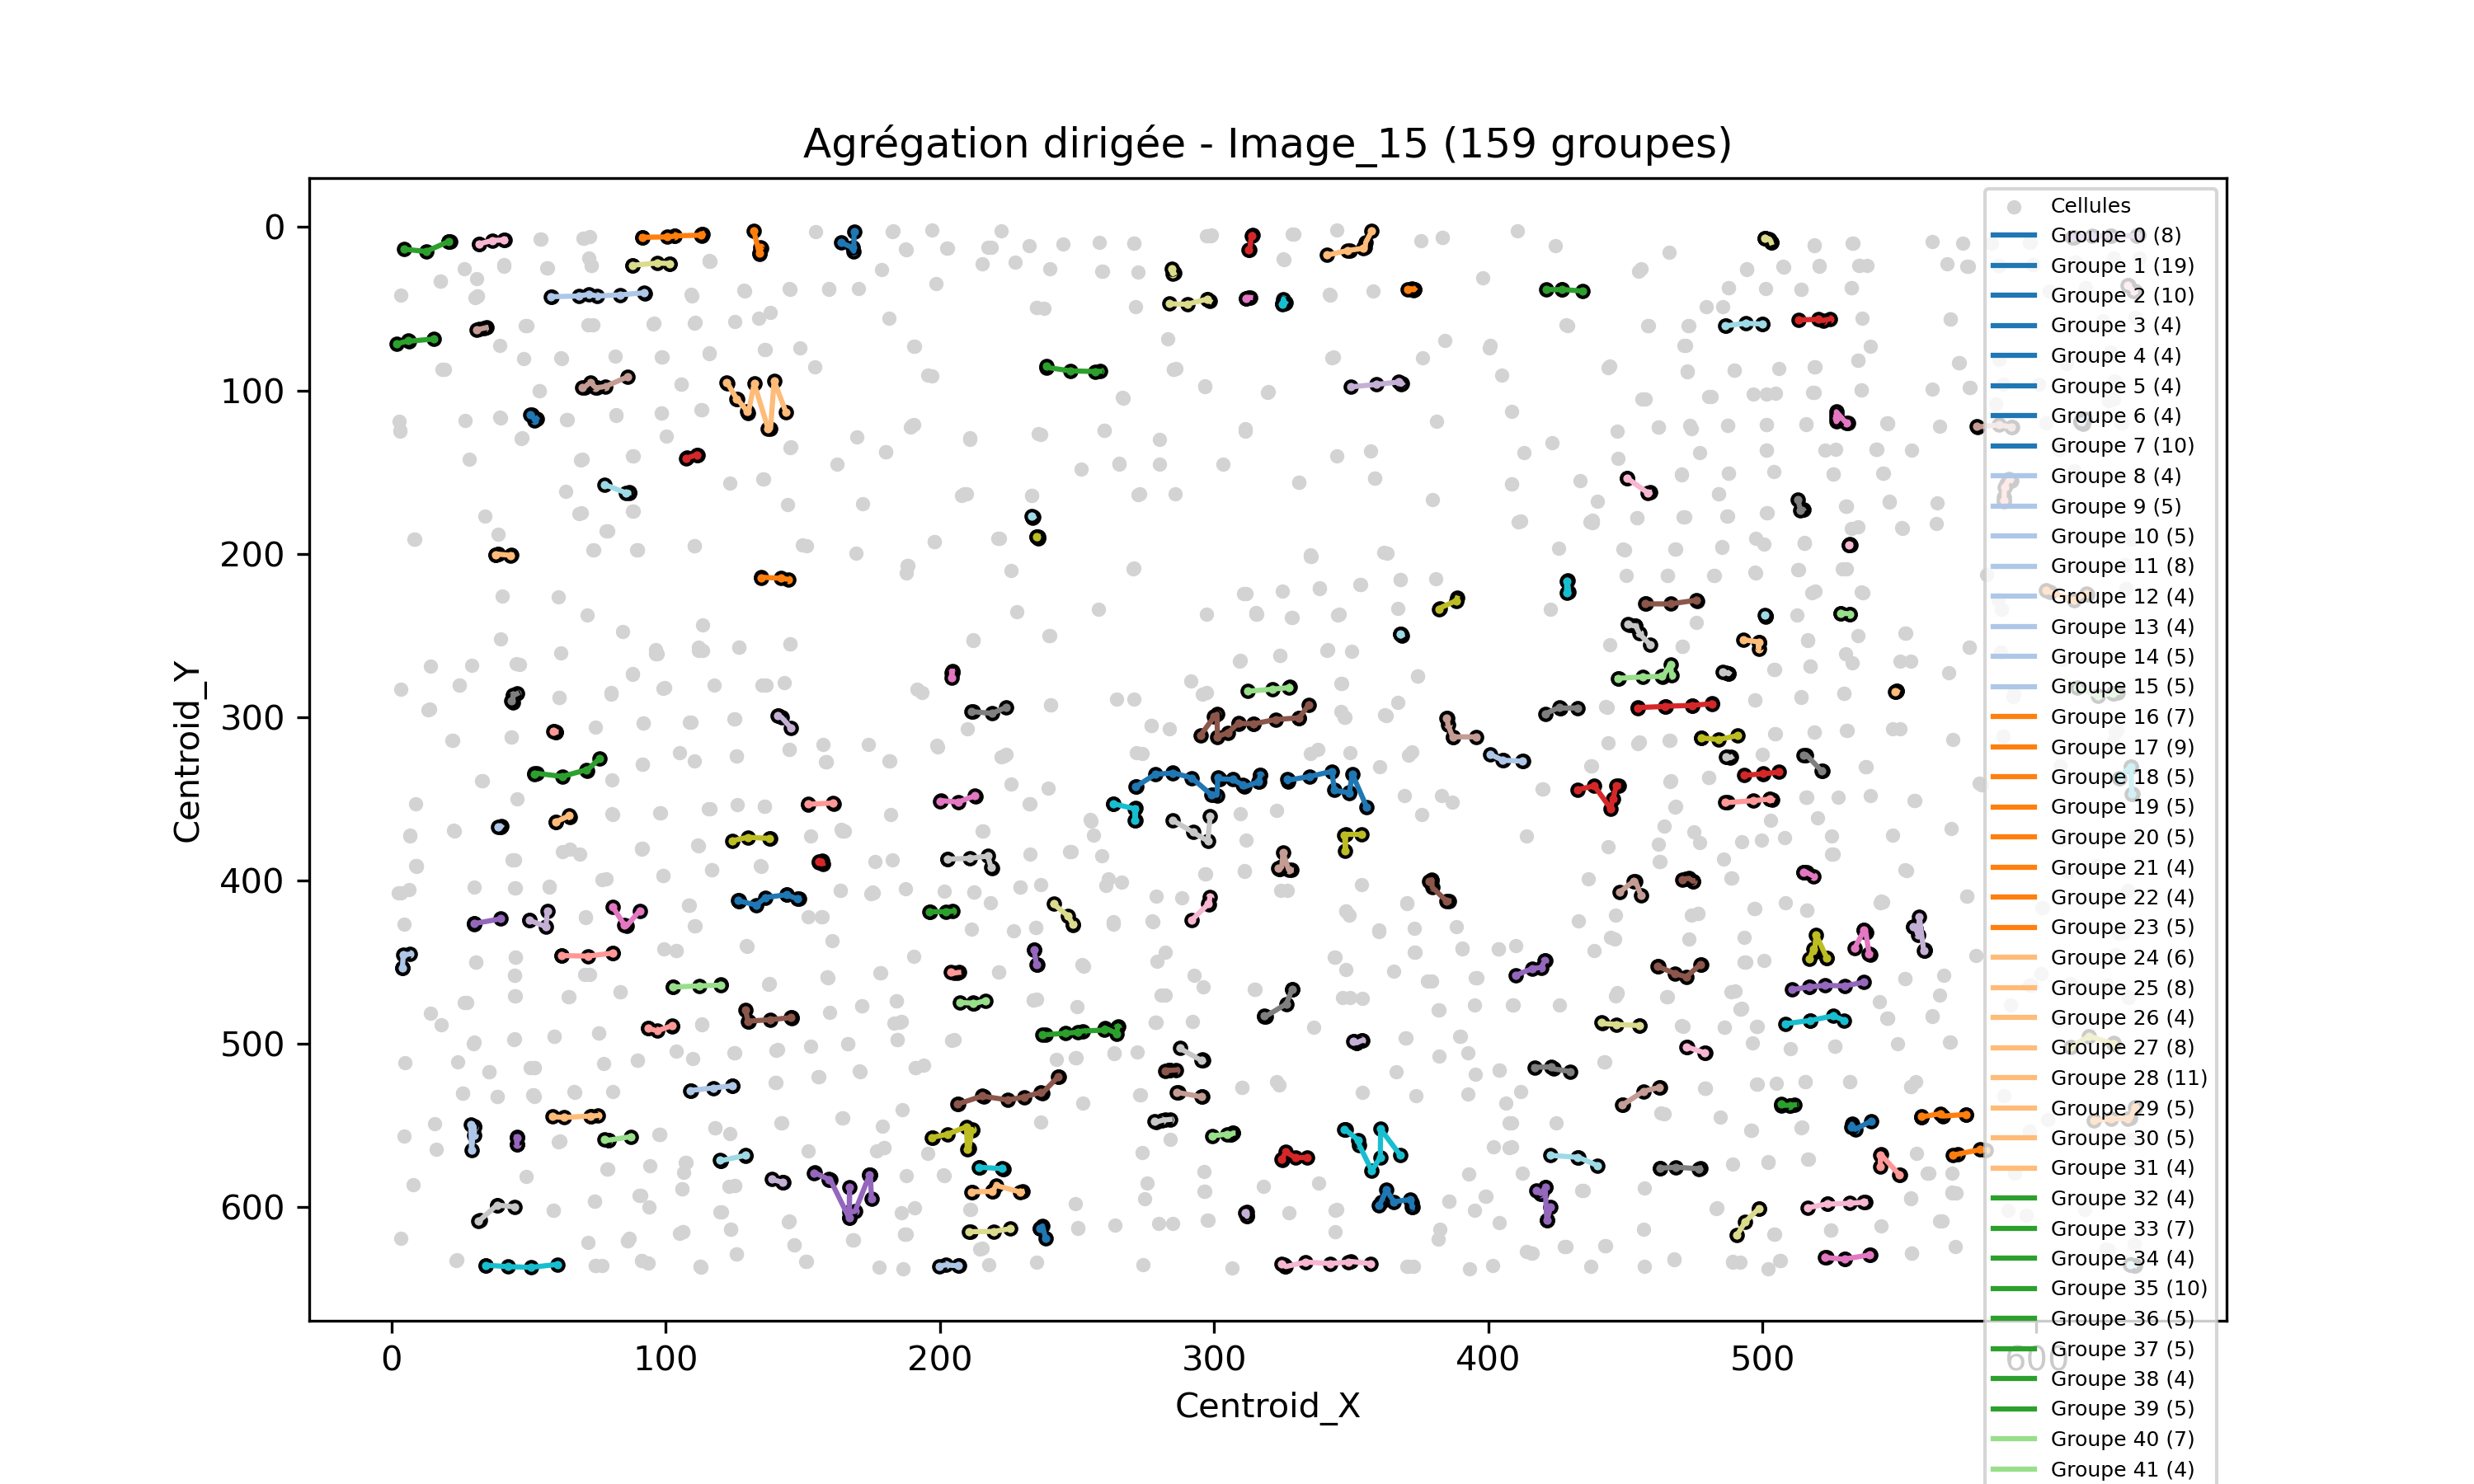 Agrégation dirigée - Image_15 (159 groupes)
0
100
200
300
400
500
600
Centroid_Y
0
100
200
300
400
500
600
Centroid_X
Cellules
Groupe 0 (8)
Groupe 1 (19)
Groupe 2 (10)
Groupe 3 (4)
Groupe 4 (4)
Groupe 5 (4)
Groupe 6 (4)
Groupe 7 (10)
Groupe 8 (4)
Groupe 9 (5)
Groupe 10 (5)
Groupe 11 (8)
Groupe 12 (4)
Groupe 13 (4)
Groupe 14 (5)
Groupe 15 (5)
Groupe 16 (7)
Groupe 17 (9)
Groupe 18 (5)
Groupe 19 (5)
Groupe 20 (5)
Groupe 21 (4)
Groupe 22 (4)
Groupe 23 (5)
Groupe 24 (6)
Groupe 25 (8)
Groupe 26 (4)
Groupe 27 (8)
Groupe 28 (11)
Groupe 29 (5)
Groupe 30 (5)
Groupe 31 (4)
Groupe 32 (4)
Groupe 33 (7)
Groupe 34 (4)
Groupe 35 (10)
Groupe 36 (5)
Groupe 37 (5)
Groupe 38 (4)
Groupe 39 (5)
Groupe 40 (7)
Groupe 41 (4)